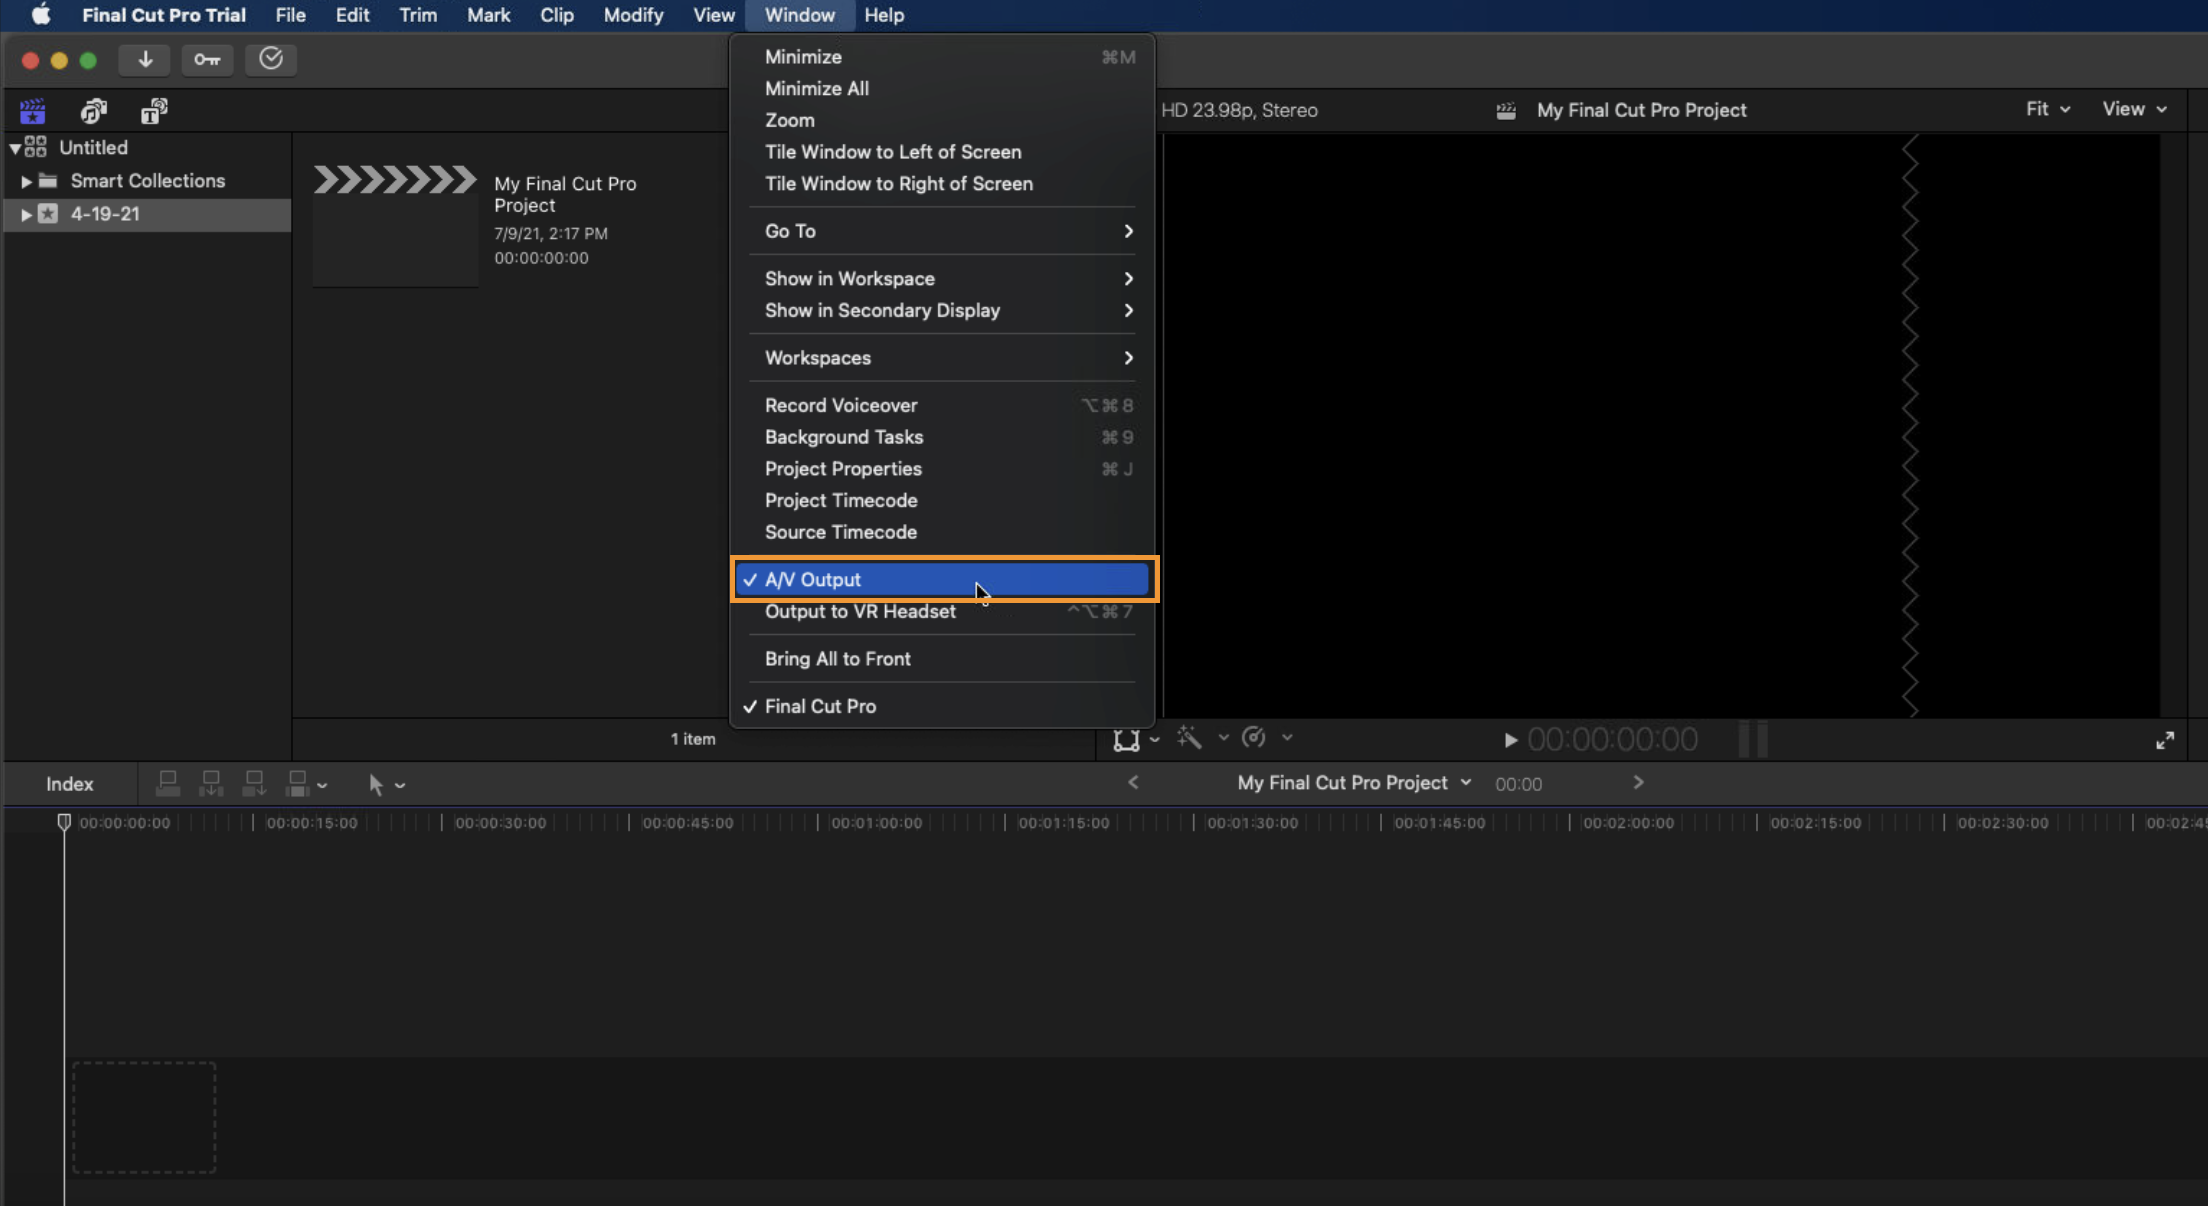 Final Cut Pro Trial File Edit Trim Mark Clip Modify View Window Help
Minimize ⌘M
Minimize All
Zoom
Tile Window to Left of Screen
Tile Window to Right of Screen
Go To
Show in Workspace
Show in Secondary Display
Workspaces
Record Voiceover ⌥⌘8
Background Tasks ⌘9
Project Properties ⌘J
Project Timecode
Source Timecode
✓ A/V Output
Output to VR Headset ^⌥⌘7
Bring All to Front
✓ Final Cut Pro
HD 23.98p, Stereo My Final Cut Pro Project Fit View
Untitled
Smart Collections
4-19-21
My Final Cut Pro
Project
7/9/21, 2:17 PM
00:00:00:00
1 item
00:00:00:00
Index My Final Cut Pro Project 00:00
00:00:00:00 00:00:15:00 00:00:30:00 00:00:45:00 00:01:00:00 00:01:15:00 00:01:30:00 00:01:45:00 00:02:00:00 00:02:15:00 00:02:30:00